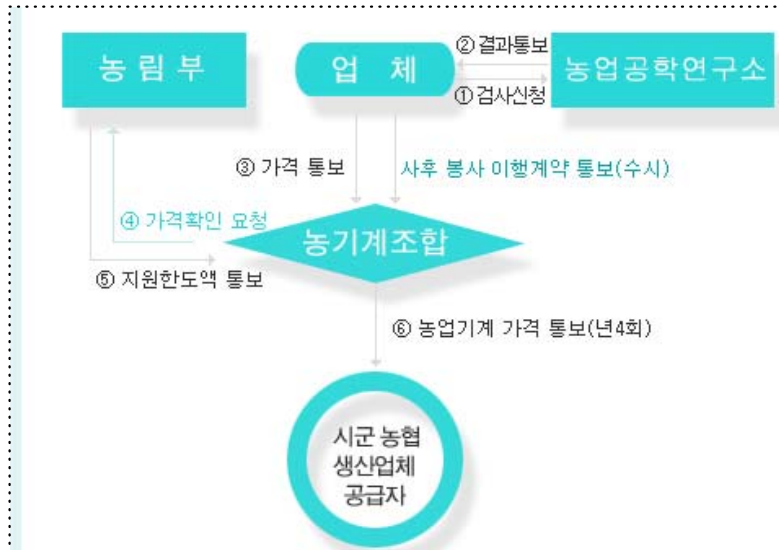 농림부
업 체
② 결과통보
농업공학연구소
① 검사신청
③ 가격 통보
사후 봉사 이행계약 통보(수시)
④ 가격확인 요청
농기계조합
⑤ 지원한도액 통보
⑥ 농업기계 가격 통보(년4회)
시군 농협
생산업체
공급자